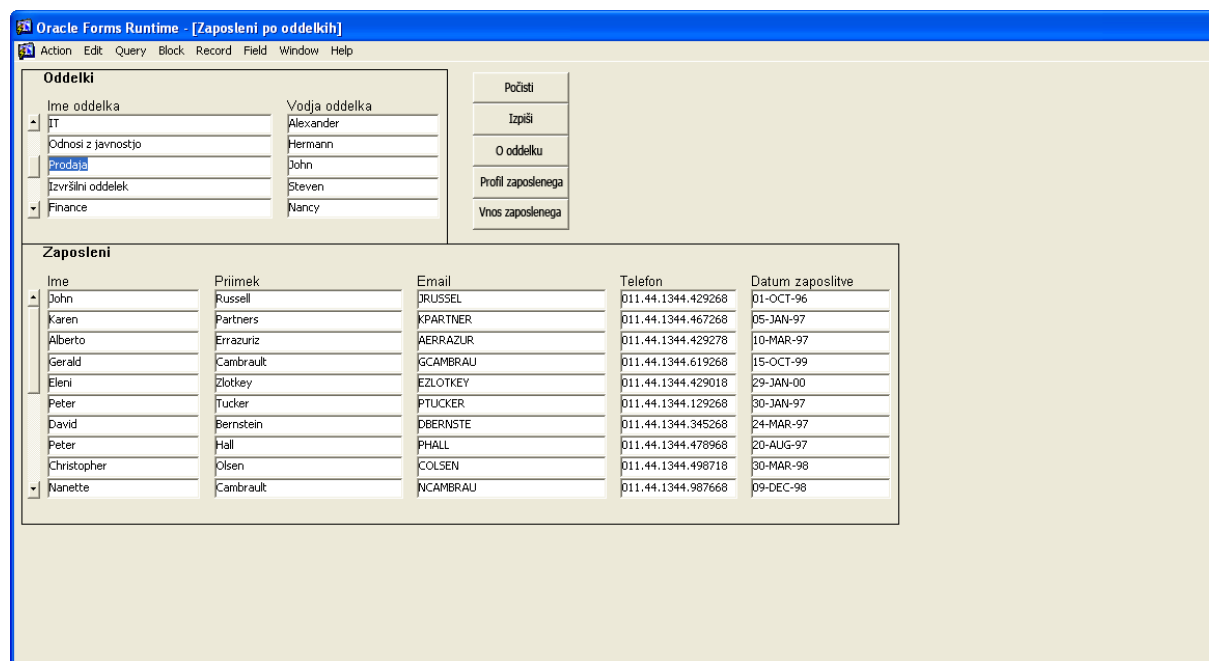 Oracle Forms Runtime - [Zaposleni po oddelkih]
Action Edit Query Block Record Field Window Help
Oddelki
Ime oddelka Vodja oddelka
IT Alexander
Odnosi z javnostjo Hermann
Prodaja John
Izvršilni oddelek Steven
Finance Nancy
Počisti
Izpiši
O oddelku
Profil zaposlenega
Vnos zaposlenega
Zaposleni
Ime Priimek Email Telefon Datum zaposlitve
John Russell JRUSSEL 011.44.1344.429268 01-OCT-96
Karen Partners KPARTNER 011.44.1344.467268 05-JAN-97
Alberto Errazuriz AERRAZUR 011.44.1344.429278 10-MAR-97
Gerald Cambrault GCAMBRAU 011.44.1344.619268 15-OCT-99
Eleni Zlotkey EZLOTKEY 011.44.1344.429018 29-JAN-00
Peter Tucker PTUCKER 011.44.1344.129268 30-JAN-97
David Bernstein DBERNSTE 011.44.1344.345268 24-MAR-97
Peter Hall PHALL 011.44.1344.478968 20-AUG-97
Christopher Olsen COLSEN 011.44.1344.498718 30-MAR-98
Nanette Cambrault NCAMBRAU 011.44.1344.987668 09-DEC-98